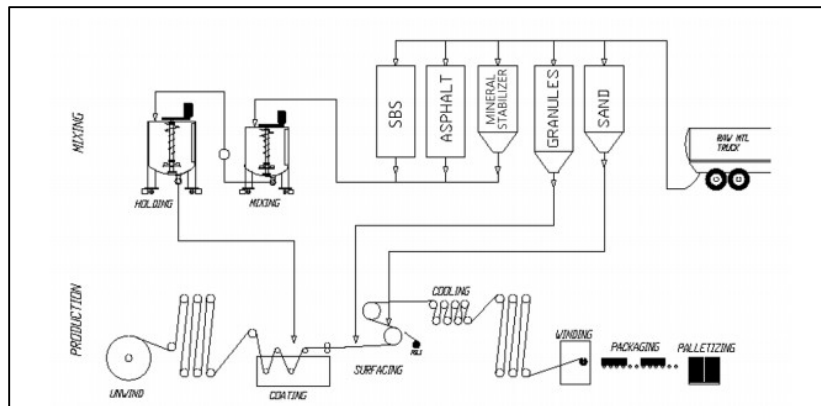 MIXING
SBS
ASPHALT
MINERAL
STABILIZER
GRANULES
SAND
RAW MTL
TRUCK
HOLDING
MIXING
PRODUCTION
UNWIND
COATING
SURFACING
COOLING
WINDING
PACKAGING
PALLETIZING